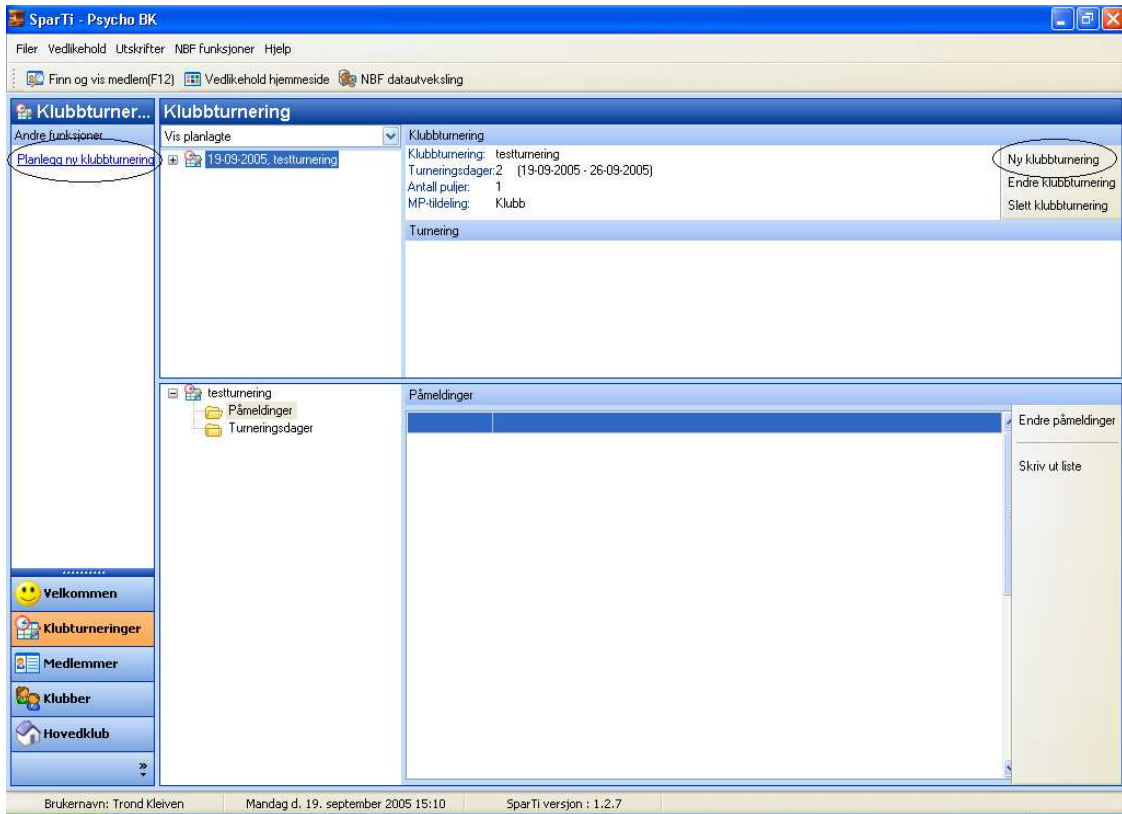 SparTi - Psycho BK
Filer Vedlikehold Utskrifter NBF funksjoner Hjelp
Finn og vis medlem(F12) Vedlikehold hjemmeside NBF datautveksling
Klubbturner...
Andre funksjoner
Planlegg ny klubbturnering
Klubbturnering
Vis planlagte
19-09-2005, testturnering
Klubbturnering
Klubbturnering: testturnering
Turneringsdager:2 (19-09-2005 - 26-09-2005)
Antall puljer: 1
MP-tildeling: Klubb
Ny klubbturnering
Endre klubbturnering
Slett klubbturnering
Turnering
testturnering
Påmeldinger
Turneringsdager
Påmeldinger
Endre påmeldinger
Skriv ut liste
Velkommen
Klubturneringer
Medlemmer
Klubber
Hovedklub
Brukernavn: Trond Kleiven Mandag d. 19. september 2005 15:10 SparTi versjon : 1.2.7